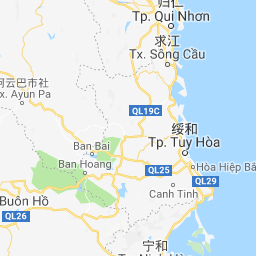 归仁
Tp. Qui Nhơn
求江
Tx. Sông Cầu
阿云巴市社
x. Ayun Pa
QL19C
绥和
Tp. Tuy Hòa
Ban Bai
Ban Hoang
QL25
Hòa Hiệp Bắ
QL29
Canh Tinh
Buôn Hồ
QL26
宁和